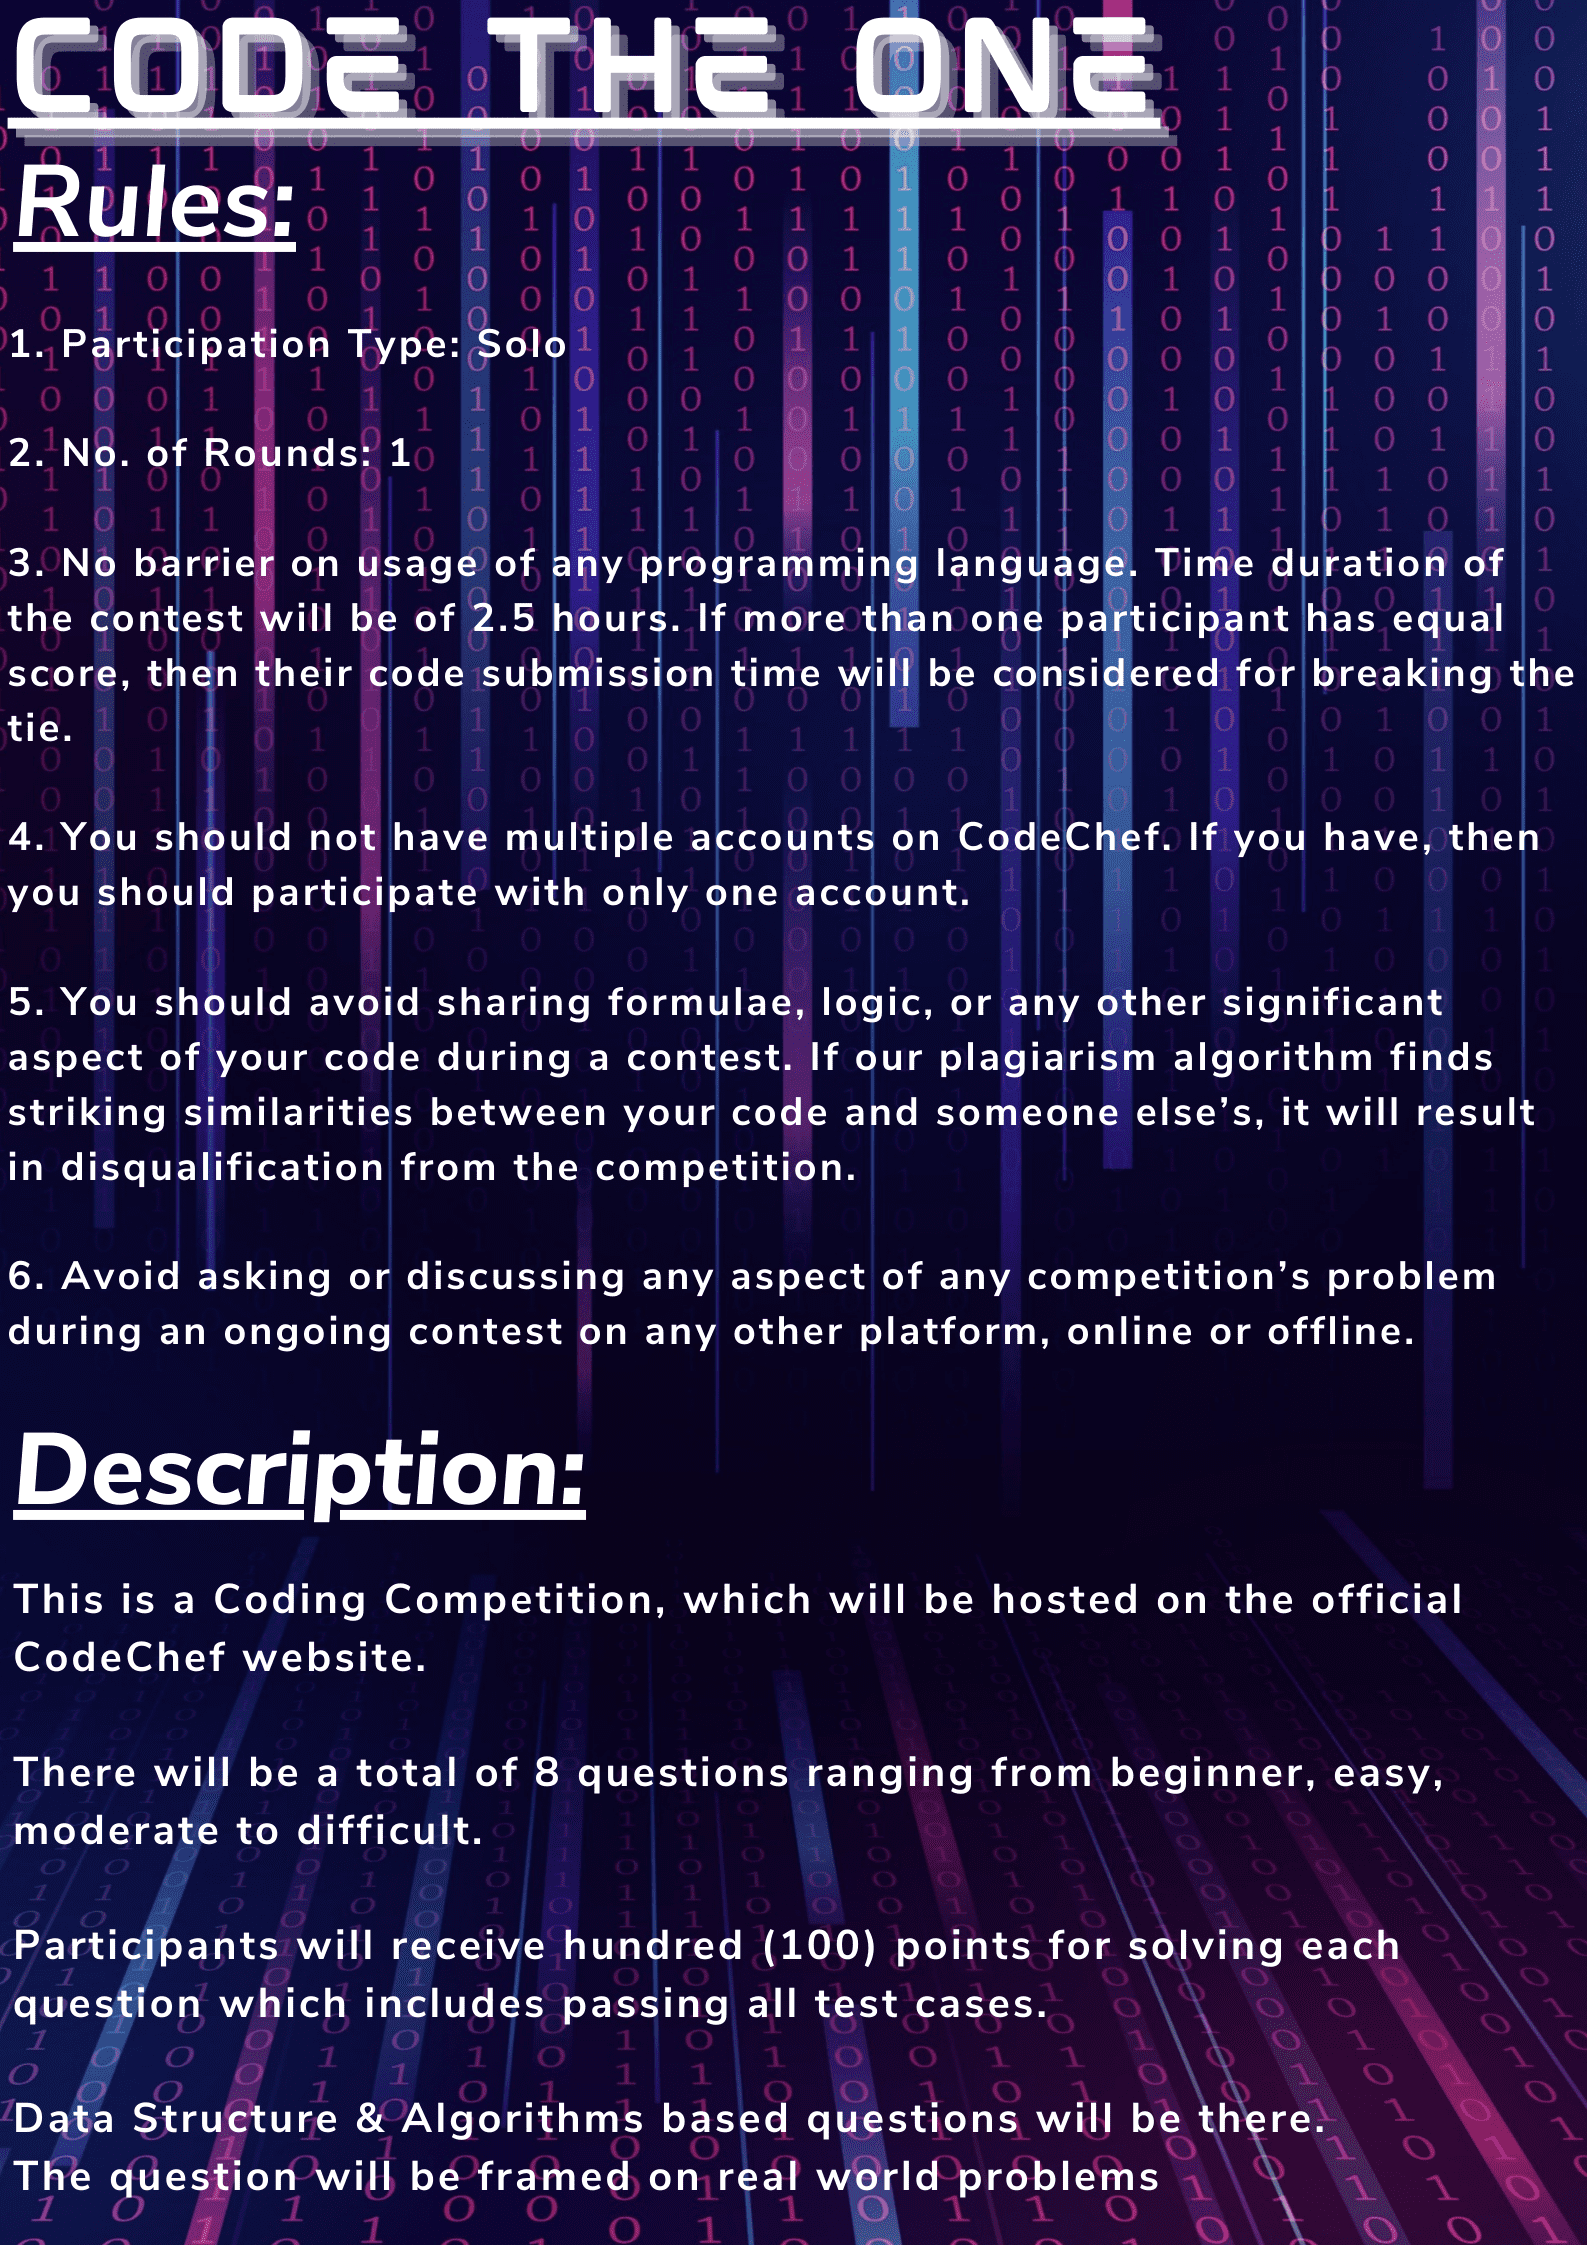 CODE THE ONE
Rules:
1. Participation Type: Solo
2. No. of Rounds: 1
3. No barrier on usage of any programming language. Time duration of
the contest will be of 2.5 hours. If more than one participant has equal
score, then their code submission time will be considered for breaking the
tie.
4. You should not have multiple accounts on CodeChef. If you have, then
you should participate with only one account.
5. You should avoid sharing formulae, logic, or any other significant
aspect of your code during a contest. If our plagiarism algorithm finds
striking similarities between your code and someone else’s, it will result
in disqualification from the competition.
6. Avoid asking or discussing any aspect of any competition’s problem
during an ongoing contest on any other platform, online or offline.
Description:
This is a Coding Competition, which will be hosted on the official
CodeChef website.
There will be a total of 8 questions ranging from beginner, easy,
moderate to difficult.
Participants will receive hundred (100) points for solving each
question which includes passing all test cases.
Data Structure & Algorithms based questions will be there.
The question will be framed on real world problems